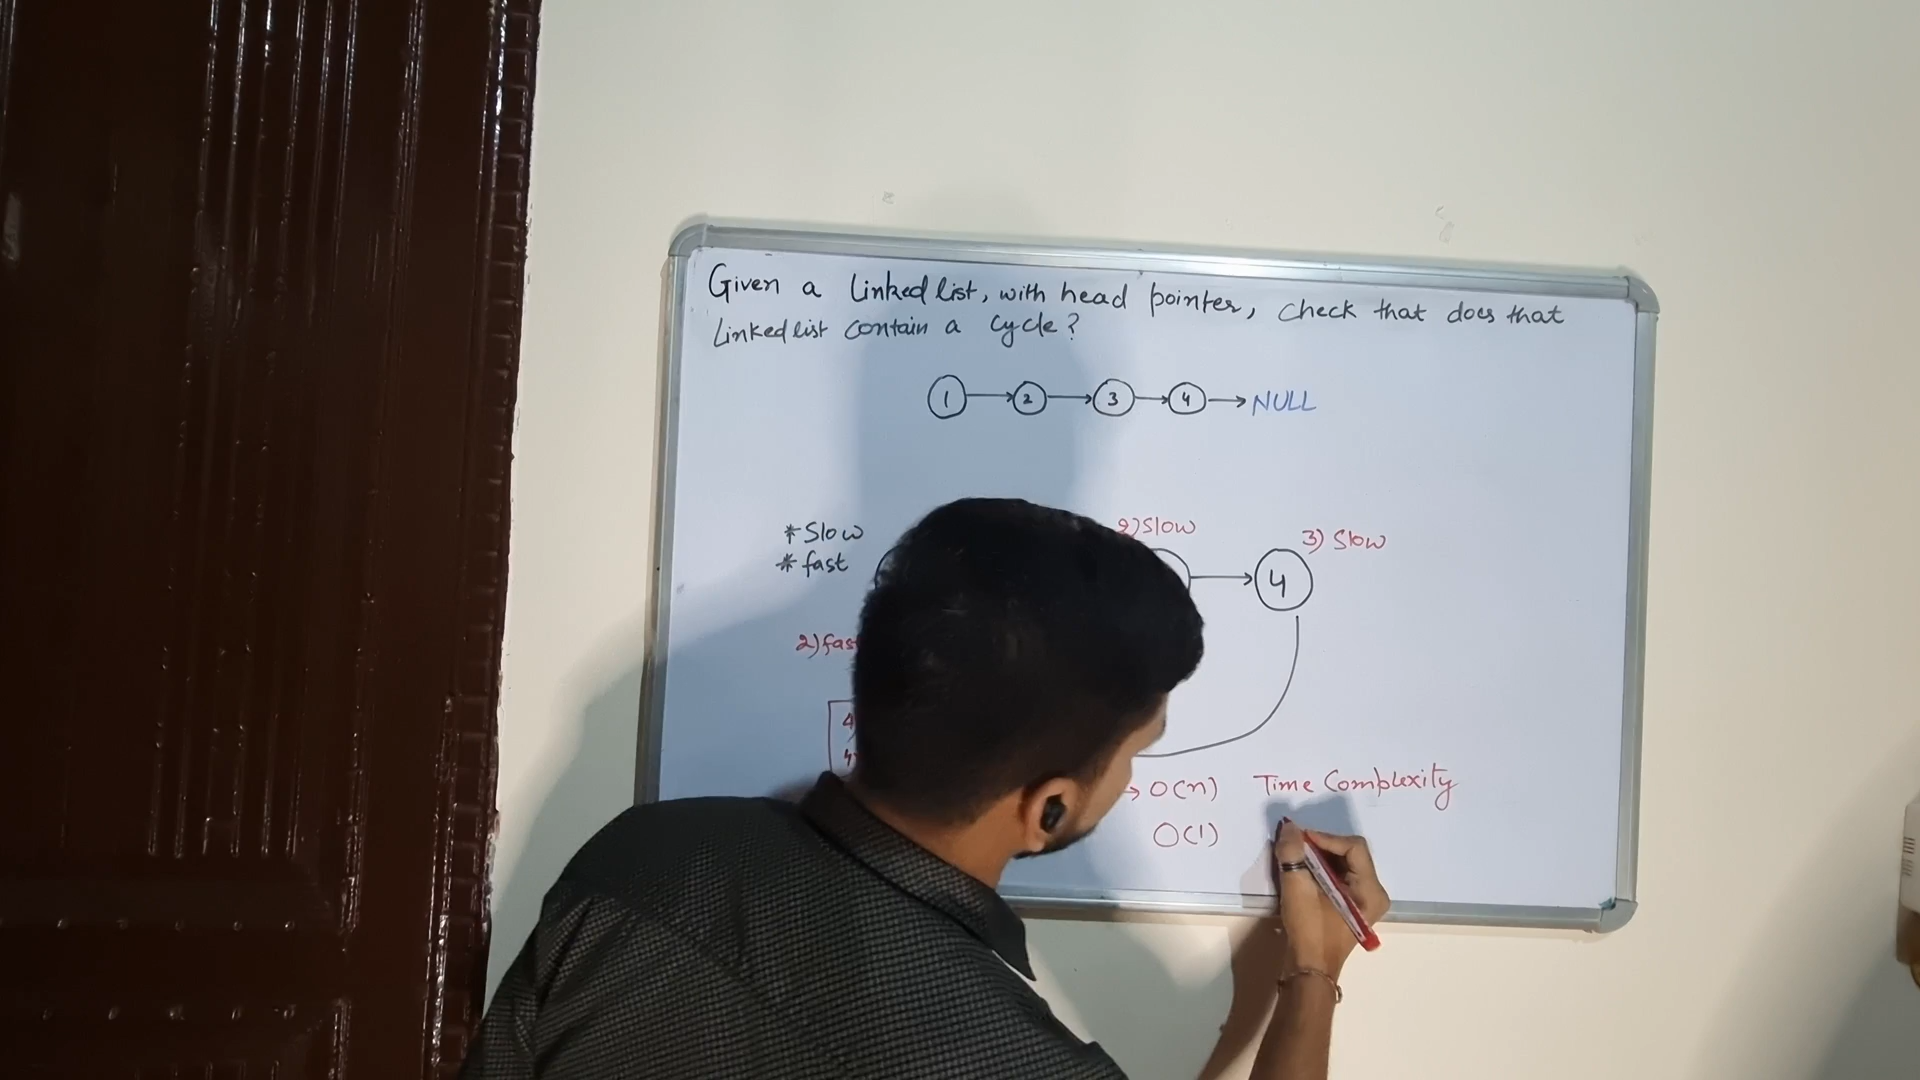 Given a linked list, with head pointer, check that does that
Linked list contain a cycle?
1 → 2 → 3 → 4 → NULL
* Slow
* fast
2) Slow
3) Slow
4
2) fast
→ O(n) Time Complexity
O(1)